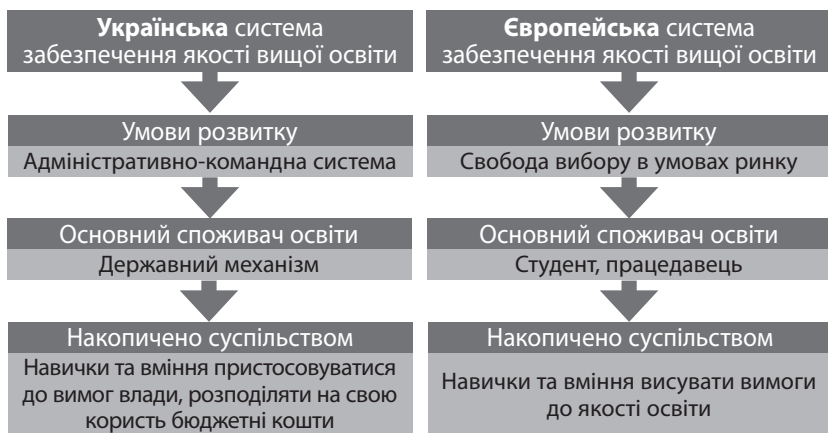 Українська система
забезпечення якості вищої освіти
Умови розвитку
Адміністративно-командна система
Основний споживач освіти
Державний механізм
Накопичено суспільством
Навички та вміння пристосовуватися
до вимог влади, розподіляти на свою
користь бюджетні кошти
Європейська система
забезпечення якості вищої освіти
Умови розвитку
Свобода вибору в умовах ринку
Основний споживач освіти
Студент, працедавець
Накопичено суспільством
Навички та вміння висувати вимоги
до якості освіти